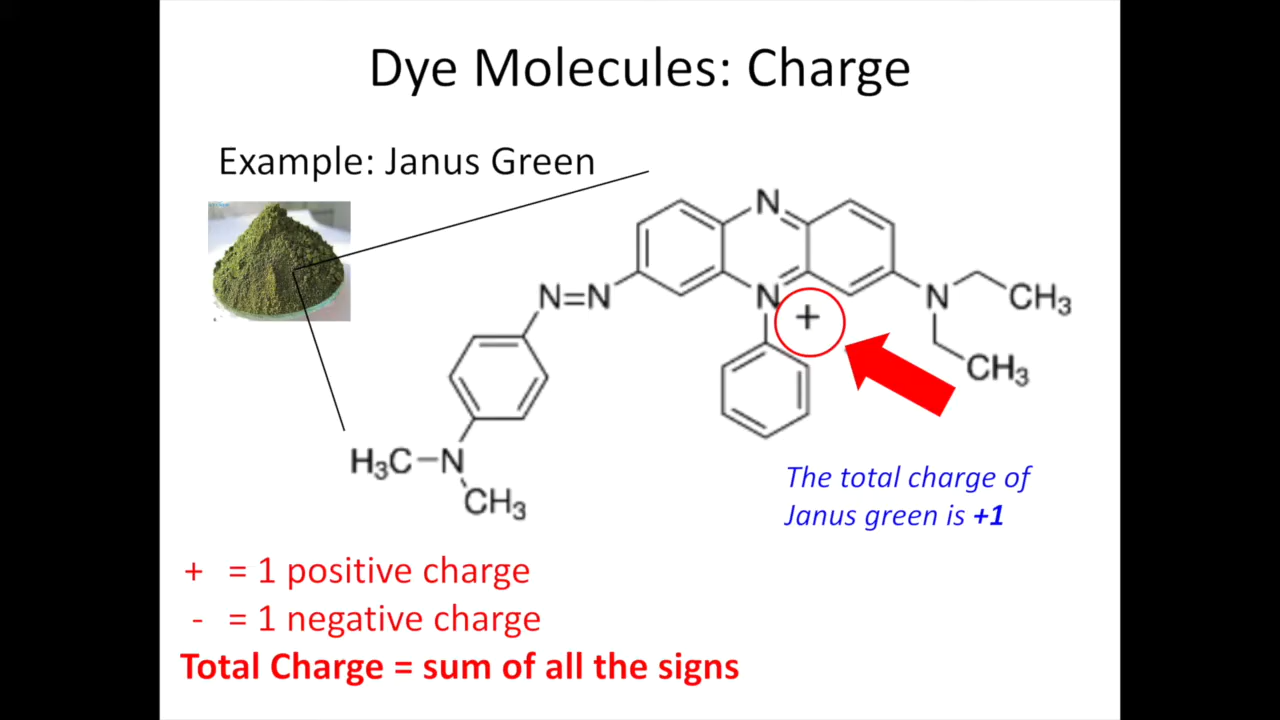 Dye Molecules: Charge
Example: Janus Green
N
N=N
N
+
N
CH₃
CH₃
H₃C-N
CH₃
The total charge of
Janus green is +1
+ = 1 positive charge
- = 1 negative charge
Total Charge = sum of all the signs